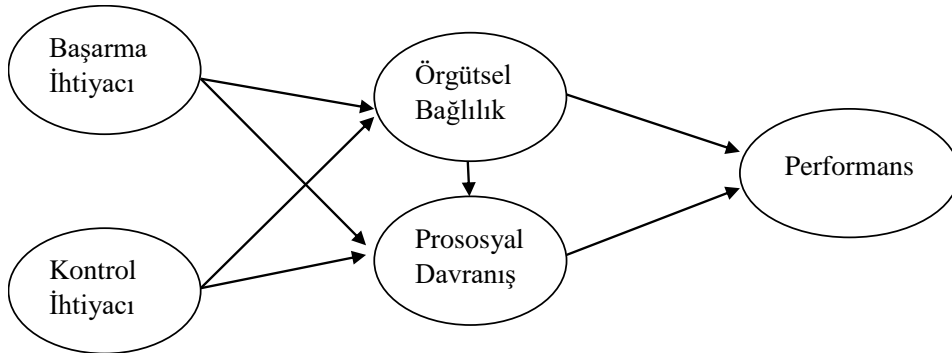 Başarma
İhtiyacı
Örgütsel
Bağlılık
Performans
Kontrol
İhtiyacı
Prososyal
Davranış